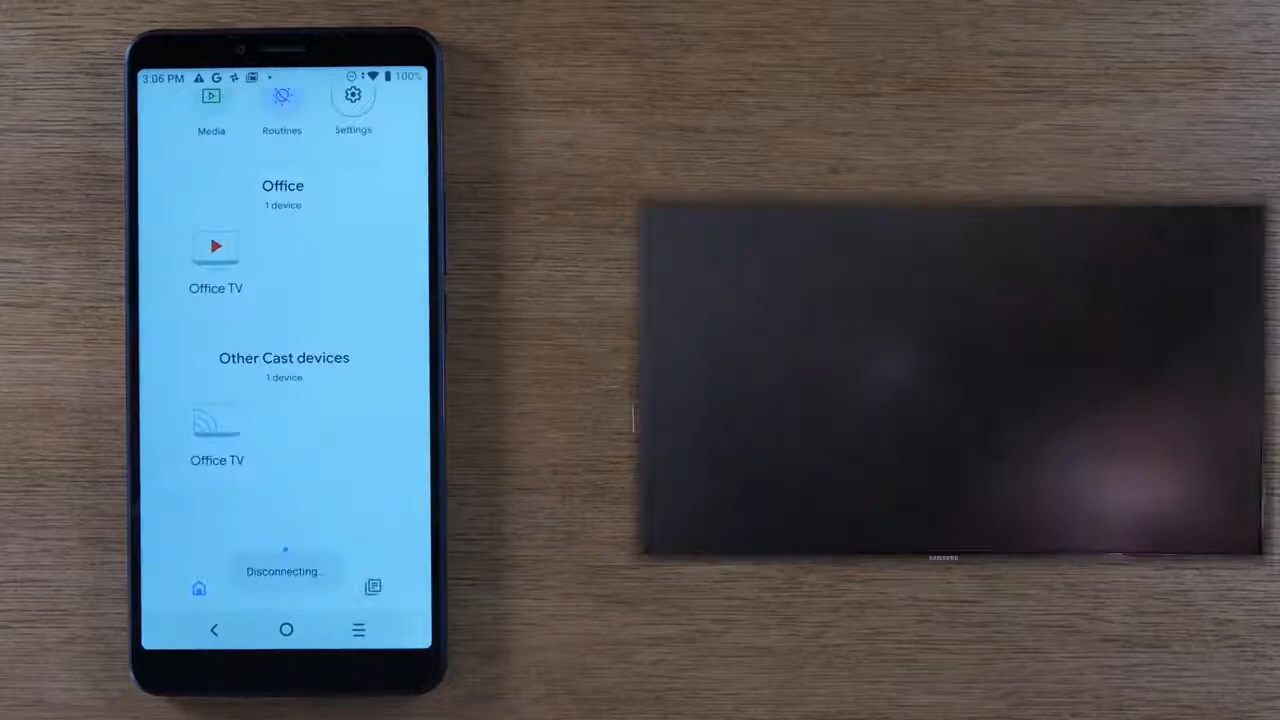 3:06 PM
100%
Media
Routines
Settings
Office
1 device
Office TV
Other Cast devices
1 device
Office TV
Disconnecting...
SAMSUNG